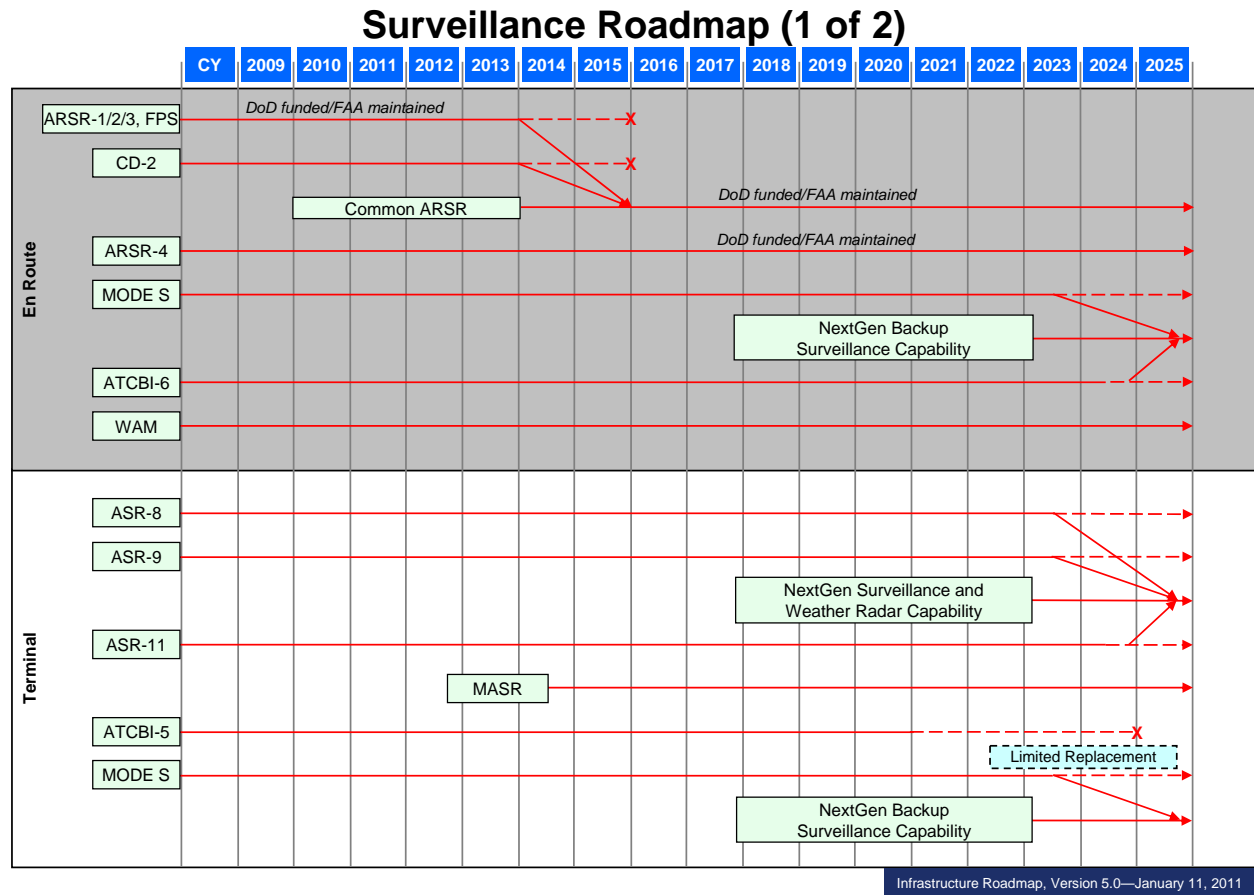 Surveillance Roadmap (1 of 2)
CY 2009 2010 2011 2012 2013 2014 2015 2016 2017 2018 2019 2020 2021 2022 2023 2024 2025
En Route
ARSR-1/2/3, FPS
DoD funded/FAA maintained
X
CD-2
X
Common ARSR
DoD funded/FAA maintained
ARSR-4
DoD funded/FAA maintained
MODE S
NextGen Backup
Surveillance Capability
ATCBI-6
WAM
Terminal
ASR-8
ASR-9
NextGen Surveillance and
Weather Radar Capability
ASR-11
MASR
ATCBI-5
X
Limited Replacement
MODE S
NextGen Backup
Surveillance Capability
Infrastructure Roadmap, Version 5.0—January 11, 2011